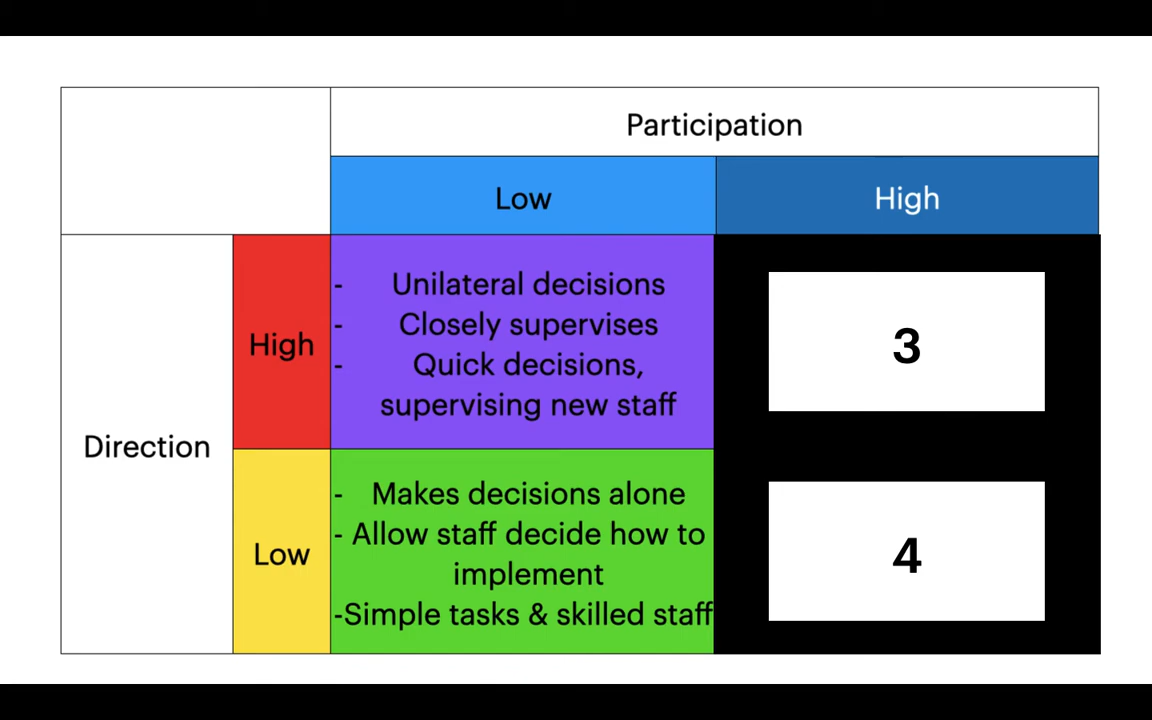 Participation
Low
High
Direction
High
- Unilateral decisions
- Closely supervises
- Quick decisions,
supervising new staff
3
Low
- Makes decisions alone
- Allow staff decide how to
implement
-Simple tasks & skilled staff
4